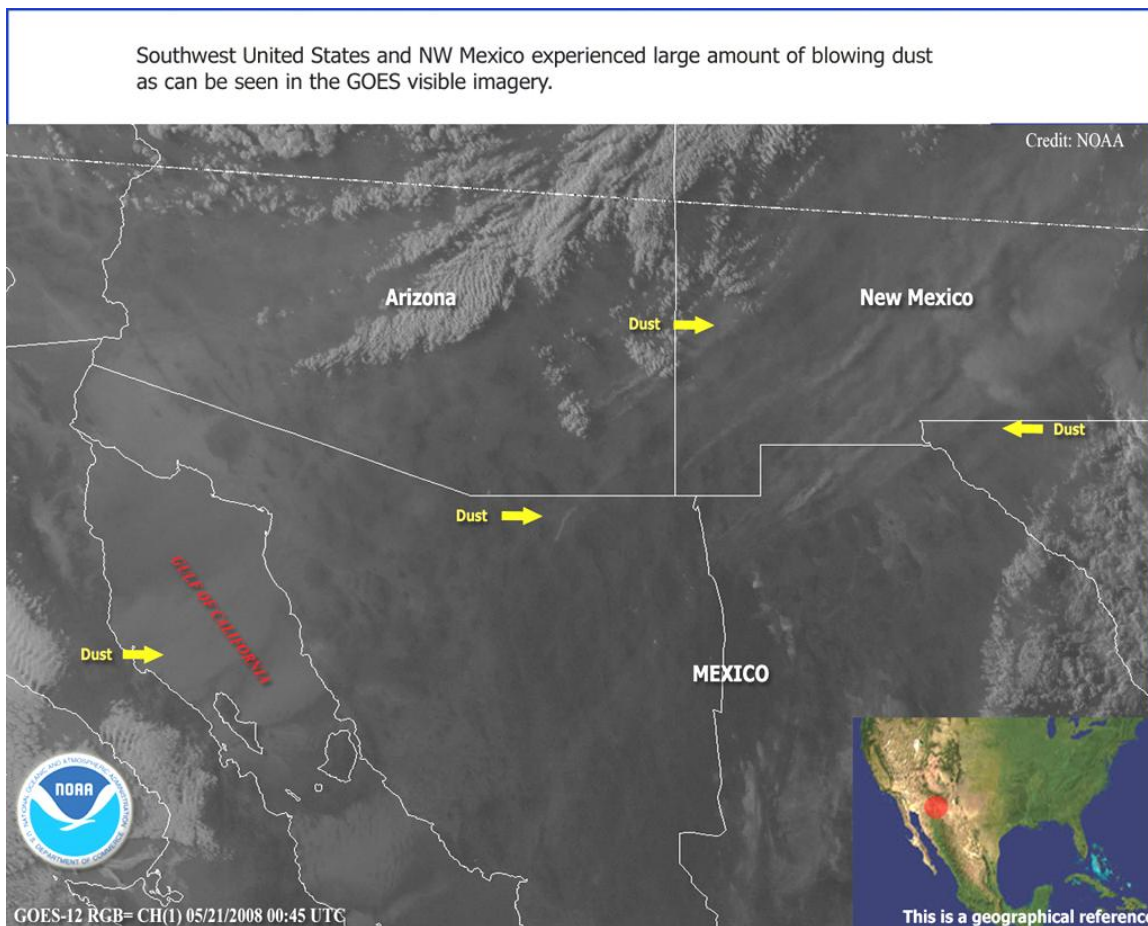 Southwest United States and NW Mexico experienced large amount of blowing dust
as can be seen in the GOES visible imagery.
Credit: NOAA
Arizona
New Mexico
Dust
Dust
Dust
GULF OF CALIFORNIA
Dust
MEXICO
NATIONAL OCEANIC AND ATMOSPHERIC ADMINISTRATION
NOAA
U.S. DEPARTMENT OF COMMERCE
GOES-12 RGB= CH(1) 05/21/2008 00:45 UTC
This is a geographical reference